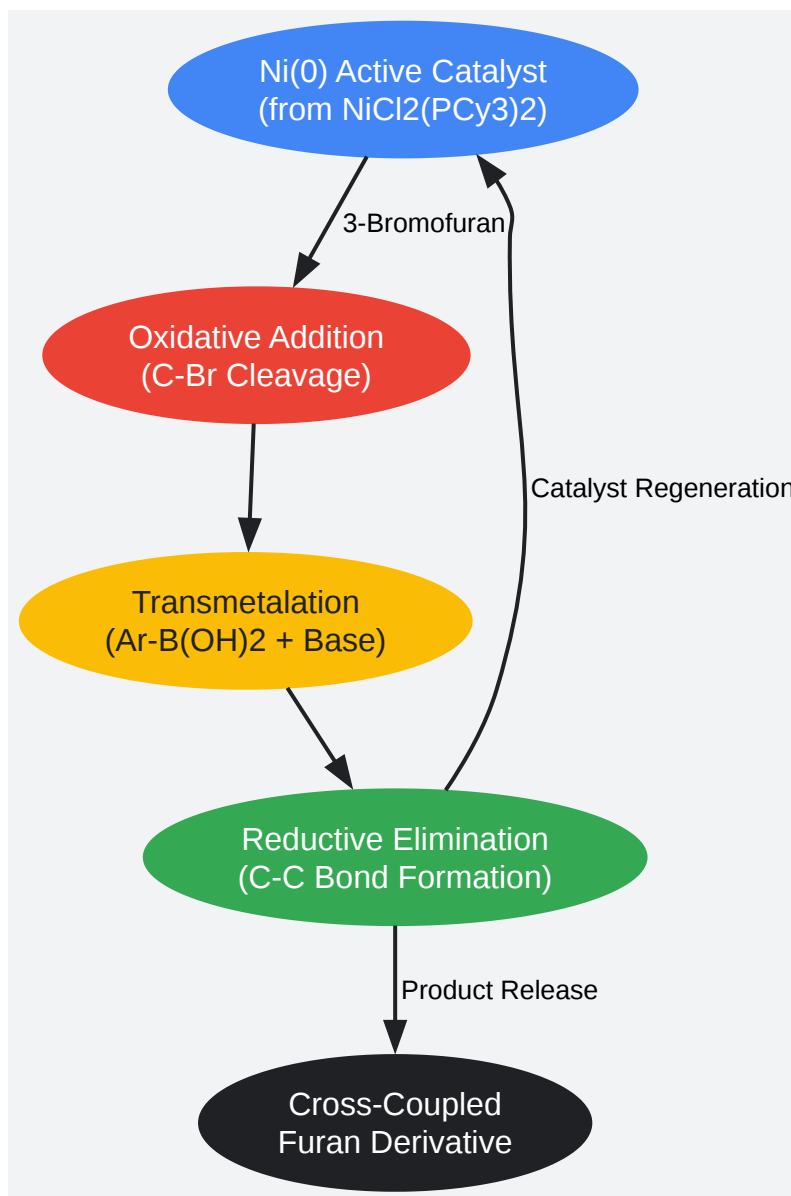 Ni(0) Active Catalyst
(from NiCl2(PCy3)2)
3-Bromofuran
Oxidative Addition
(C-Br Cleavage)
Catalyst Regeneration
Transmetalation
(Ar-B(OH)2 + Base)
Reductive Elimination
(C-C Bond Formation)
Product Release
Cross-Coupled
Furan Derivative